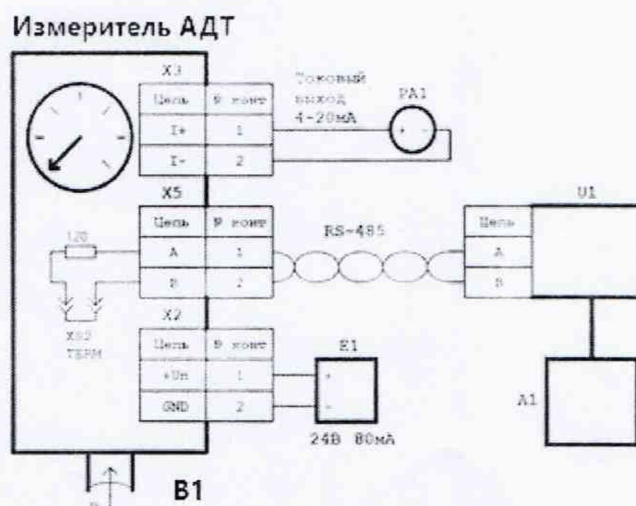 Измеритель АДТ
X3
Цепь № конт
I+ 1
I- 2
Токовый
выход
4-20мА
PA1
+ -
X5
Цепь № конт
A 1
B 2
120
XS2
ТЕРМ
RS-485
U1
Цепь
A
B
X2
Цепь № конт
+Uп 1
GND 2
E1
+
-
24В 80мА
A1
B1